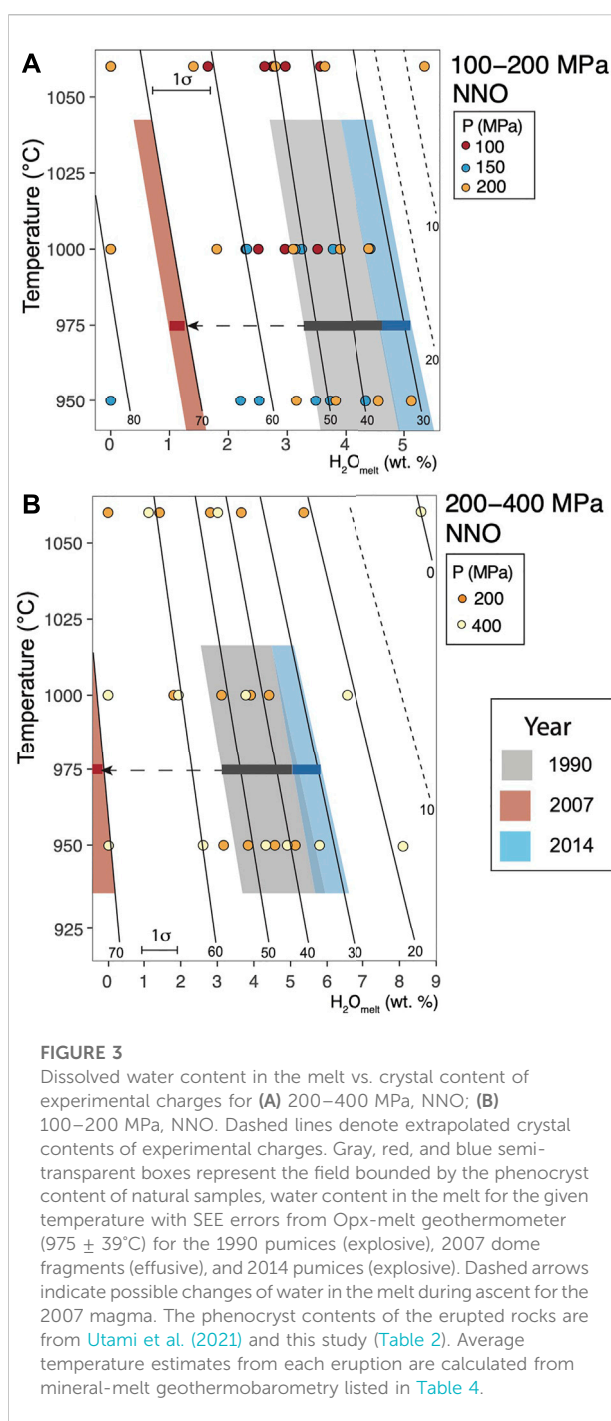 A
100–200 MPa
NNO
P (MPa)
100
150
200
1σ
Temperature (°C)
1050
1025
1000
975
950
10
20
80
70
60
50
40
30
0
1
2
3
4
5
H2Omelt (wt. %)
B
200–400 MPa
NNO
P (MPa)
200
400
Temperature (°C)
1050
1025
1000
975
950
925
0
10
1σ
70
60
50
40
30
20
0
1
2
3
4
5
6
7
8
9
H2Omelt (wt. %)
Year
1990
2007
2014
FIGURE 3
Dissolved water content in the melt vs. crystal content of
experimental charges for (A) 200–400 MPa, NNO; (B)
100–200 MPa, NNO. Dashed lines denote extrapolated crystal
contents of experimental charges. Gray, red, and blue semi-
transparent boxes represent the field bounded by the phenocryst
content of natural samples, water content in the melt for the given
temperature with SEE errors from Opx-melt geothermometer
(975 ± 39°C) for the 1990 pumices (explosive), 2007 dome
fragments (effusive), and 2014 pumices (explosive). Dashed arrows
indicate possible changes of water in the melt during ascent for the
2007 magma. The phenocryst contents of the erupted rocks are
from Utami et al. (2021) and this study (Table 2). Average
temperature estimates from each eruption are calculated from
mineral-melt geothermobarometry listed in Table 4.